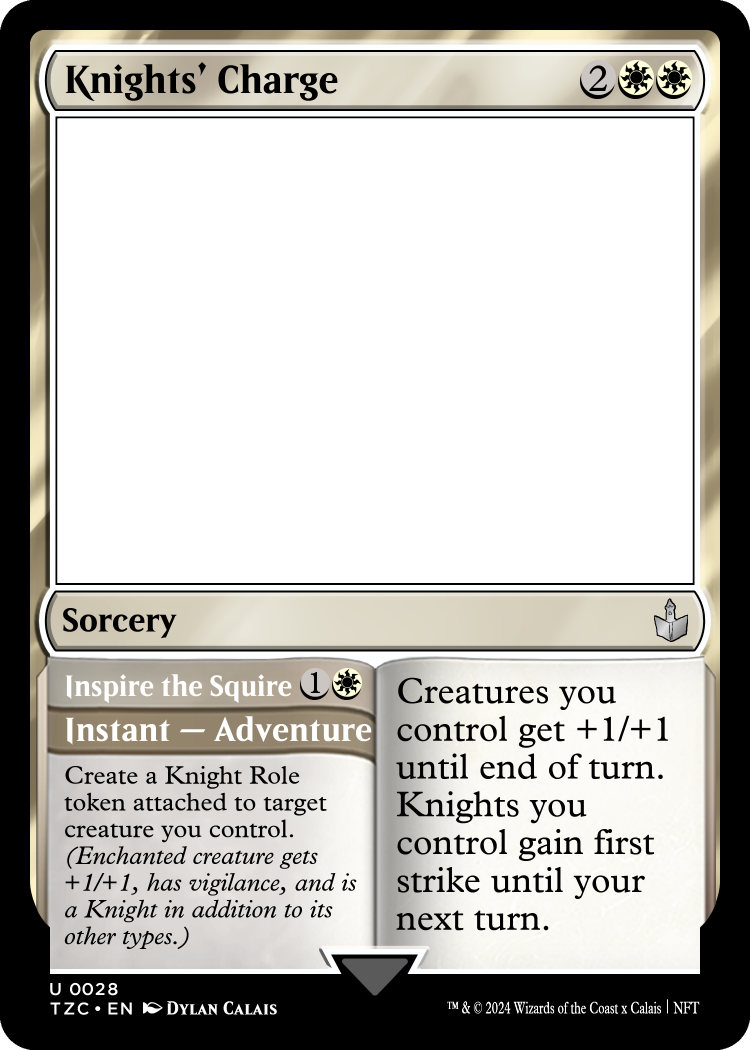 Knights' Charge 2
Sorcery
Inspire the Squire 1
Instant — Adventure
Create a Knight Role
token attached to target
creature you control.
(Enchanted creature gets
+1/+1, has vigilance, and is
a Knight in addition to its
other types.)
Creatures you
control get +1/+1
until end of turn.
Knights you
control gain first
strike until your
next turn.
U 0028
TZC • EN DYLAN CALAIS
™ & © 2024 Wizards of the Coast x Calais | NFT